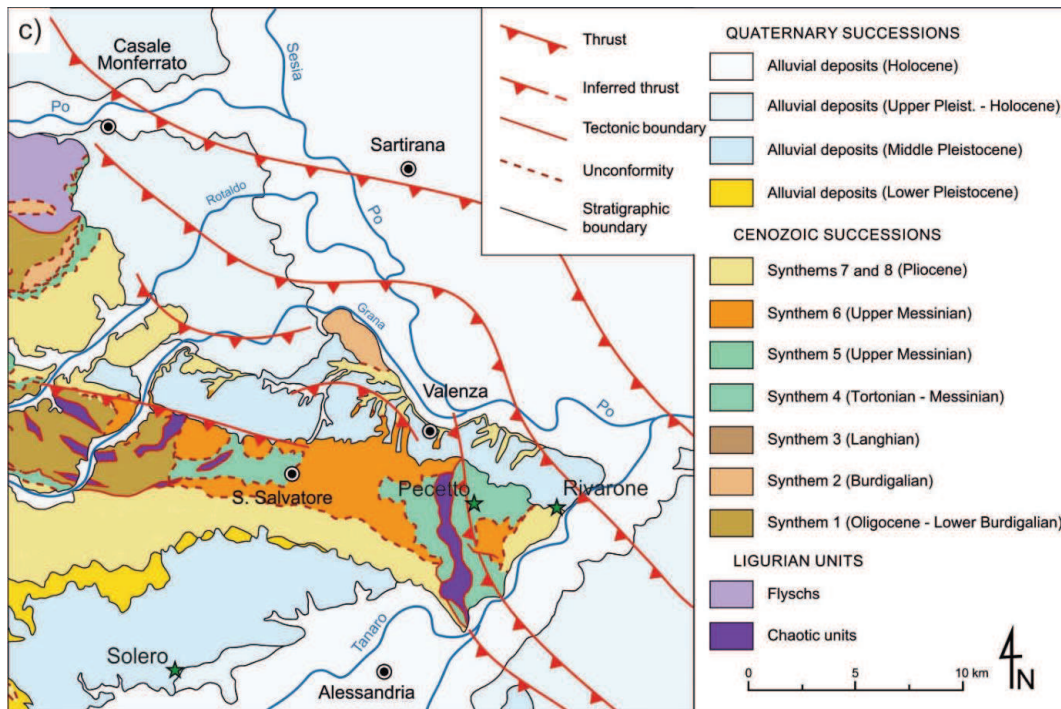 c)
Casale
Monferrato
Sesia
Po
Sartirana
Rotaldo
Po
Grana
Valenza
Po
S. Salvatore
Pecetto
Rivarone
Tanaro
Solero
Alessandria
Thrust
Inferred thrust
Tectonic boundary
Unconformity
Stratigraphic
boundary
QUATERNARY SUCCESSIONS
Alluvial deposits (Holocene)
Alluvial deposits (Upper Pleist. - Holocene)
Alluvial deposits (Middle Pleistocene)
Alluvial deposits (Lower Pleistocene)
CENOZOIC SUCCESSIONS
Synthems 7 and 8 (Pliocene)
Synthem 6 (Upper Messinian)
Synthem 5 (Upper Messinian)
Synthem 4 (Tortonian - Messinian)
Synthem 3 (Langhian)
Synthem 2 (Burdigalian)
Synthem 1 (Oligocene - Lower Burdigalian)
LIGURIAN UNITS
Flyschs
Chaotic units
0 5 10 km
N